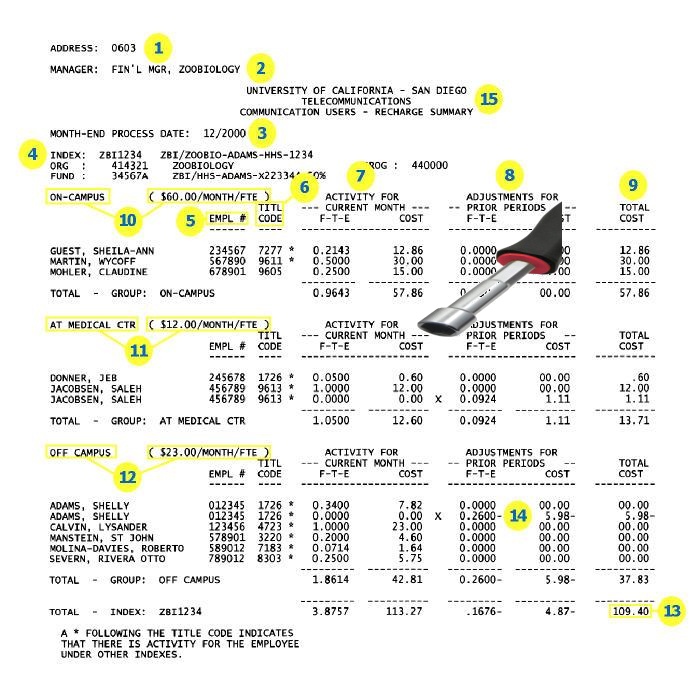 ADDRESS: 0603 1
MANAGER: FIN'L MGR, ZOOBIOLOGY 2
UNIVERSITY OF CALIFORNIA - SAN DIEGO
TELECOMMUNICATIONS 15
COMMUNICATION USERS - RECHARGE SUMMARY
MONTH-END PROCESS DATE: 12/2000 3
4 INDEX: ZBI1234 ZBI/ZOOBIO-ADAMS-HHS-1234
ORG : 414321 ZOOBIOLOGY ROG : 440000
FUND : 34567A ZBI/HHS-ADAMS-X22334 50%
6 7 8 9
ON-CAMPUS ( $60.00/MONTH/FTE ) ACTIVITY FOR ADJUSTMENTS FOR
TITL --- CURRENT MONTH --- -- PRIOR PERIODS -- TOTAL
10 5 EMPL # CODE F-T-E COST F-T-E ST COST
GUEST, SHEILA-ANN 234567 7277 * 0.2143 12.86 0.0000 12.86
MARTIN, WYCOFF 567890 9611 * 0.5000 30.00 0.0000 00.00 30.00
MOHLER, CLAUDINE 678901 9605 0.2500 15.00 0.000 .00 15.00
TOTAL - GROUP: ON-CAMPUS 0.9643 57.86 00.00 57.86
AT MEDICAL CTR ( $12.00/MONTH/FTE ) ACTIVITY FOR ADJUSTMENTS FOR
TITL --- CURRENT MONTH --- -- PRIOR PERIODS -- TOTAL
11 EMPL # CODE F-T-E COST F-T-E COST COST
DONNER, JEB 245678 1726 * 0.0500 0.60 0.0000 00.00 .60
JACOBSEN, SALEH 456789 9613 * 1.0000 12.00 0.0000 00.00 12.00
JACOBSEN, SALEH 456789 9613 * 0.0000 0.00 X 0.0924 1.11 1.11
TOTAL - GROUP: AT MEDICAL CTR 1.0500 12.60 0.0924 1.11 13.71
OFF CAMPUS ( $23.00/MONTH/FTE ) ACTIVITY FOR ADJUSTMENTS FOR
TITL --- CURRENT MONTH --- -- PRIOR PERIODS -- TOTAL
12 EMPL # CODE F-T-E COST F-T-E COST COST
ADAMS, SHELLY 012345 1726 * 0.3400 7.82 0.0000 00.00 00.00
ADAMS, SHELLY 012345 1726 * 0.0000 0.00 X 0.2600- 14 5.98- 5.98-
CALVIN, LYSANDER 123456 4723 * 1.0000 23.00 0.0000 00.00 00.00
MANSTEIN, ST JOHN 578901 3220 * 0.2000 4.60 0.0000 00.00 00.00
MOLINA-DAVIES, ROBERTO 589012 7183 * 0.0714 1.64 0.0000 00.00 00.00
SEVERN, RIVERA OTTO 789012 8303 * 0.2500 5.75 0.0000 00.00 00.00
TOTAL - GROUP: OFF CAMPUS 1.8614 42.81 0.2600- 5.98- 37.83
TOTAL - INDEX: ZBI1234 3.8757 113.27 .1676- 4.87- 109.40 13
A * FOLLOWING THE TITLE CODE INDICATES
THAT THERE IS ACTIVITY FOR THE EMPLOYEE
UNDER OTHER INDEXES.